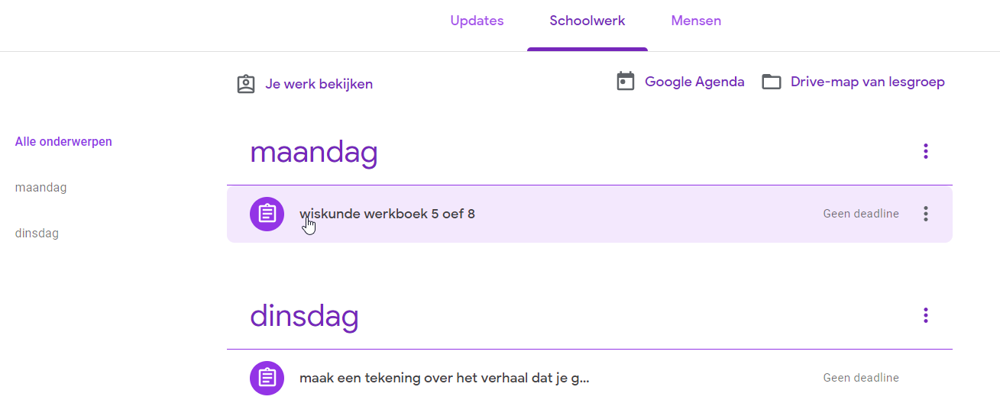 Updates Schoolwerk Mensen
Je werk bekijken Google Agenda Drive-map van lesgroep
Alle onderwerpen
maandag
dinsdag
maandag
wiskunde werkboek 5 oef 8 Geen deadline
dinsdag
maak een tekening over het verhaal dat je g... Geen deadline